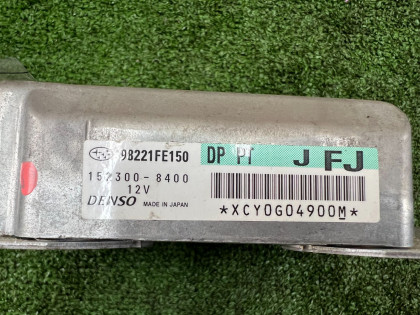 98221FE150 DP PT J FJ
152300-8400
12V
DENSO MADE IN JAPAN
*XCY0G04900M*